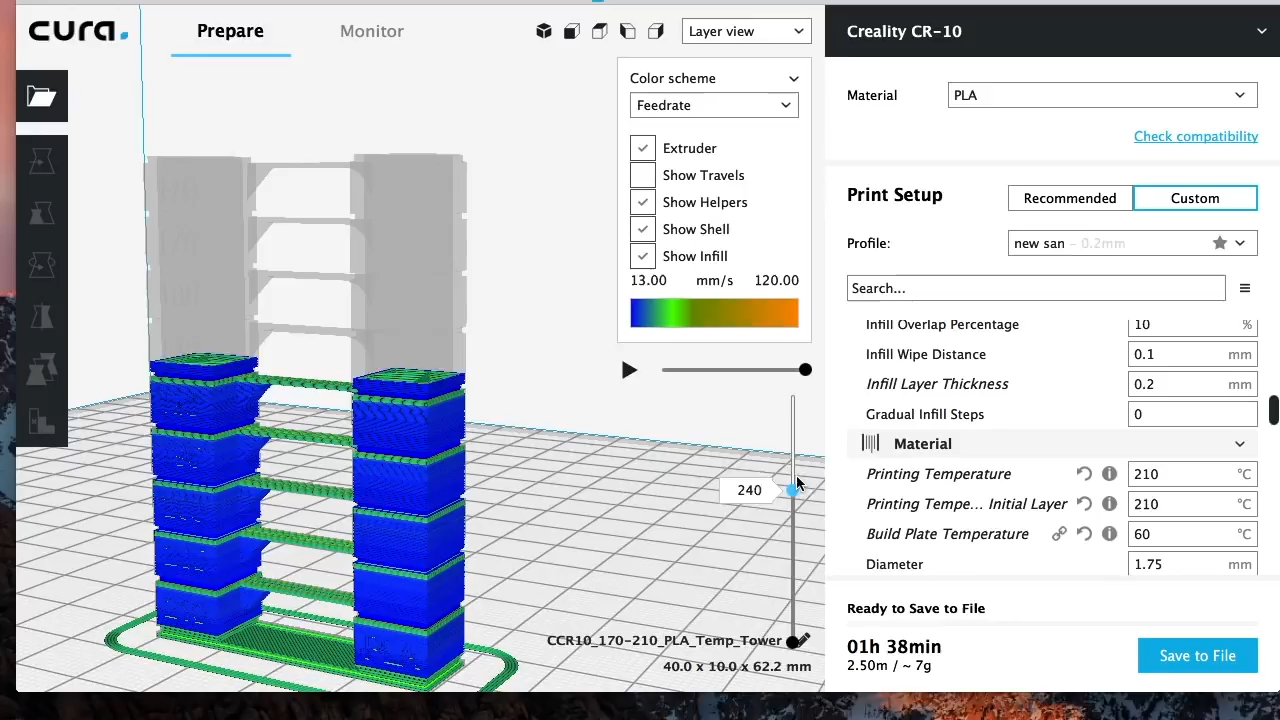 cura.
Prepare
Monitor
Layer view
Creality CR-10
Color scheme
Feedrate
Extruder
Show Travels
Show Helpers
Show Shell
Show Infill
13.00 mm/s 120.00
240
CCR10_170-210_PLA_Temp_Tower
40.0 x 10.0 x 62.2 mm
Material PLA
Check compatibility
Print Setup Recommended Custom
Profile: new san - 0.2mm
Search...
Infill Overlap Percentage 10 %
Infill Wipe Distance 0.1 mm
Infill Layer Thickness 0.2 mm
Gradual Infill Steps 0
Material
Printing Temperature 210 °C
Printing Tempe... Initial Layer 210 °C
Build Plate Temperature 60 °C
Diameter 1.75 mm
Ready to Save to File
01h 38min
2.50m / ~ 7g
Save to File